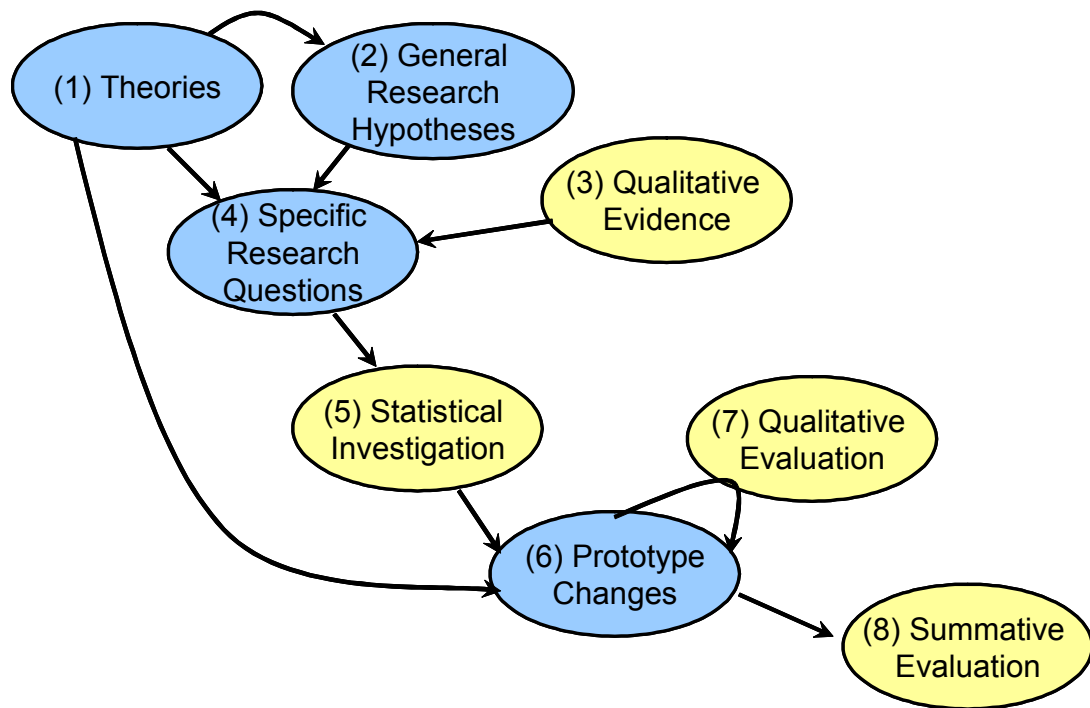 (1) Theories
(2) General
Research
Hypotheses
(3) Qualitative
Evidence
(4) Specific
Research
Questions
(5) Statistical
Investigation
(7) Qualitative
Evaluation
(6) Prototype
Changes
(8) Summative
Evaluation